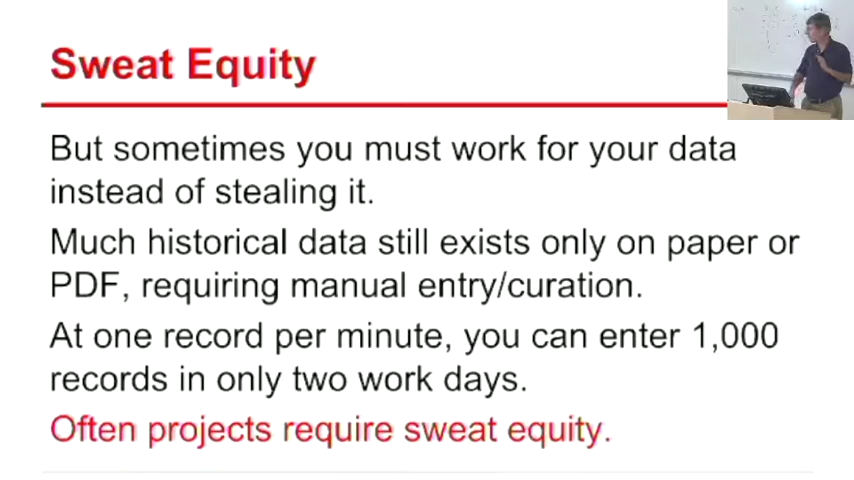 Sweat Equity
But sometimes you must work for your data
instead of stealing it.
Much historical data still exists only on paper or
PDF, requiring manual entry/curation.
At one record per minute, you can enter 1,000
records in only two work days.
Often projects require sweat equity.